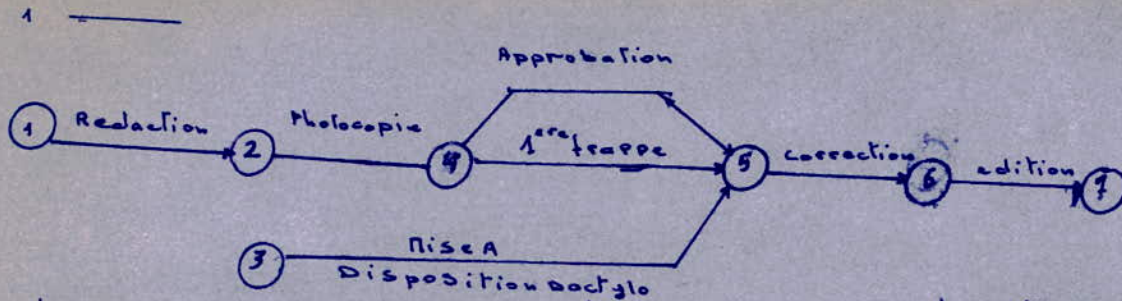 1
Approbation
1 Redaction 2 Photocopie 4 1ere frappe 5 correction 6 edition 7
3 Mise A
Disposition Dactylo